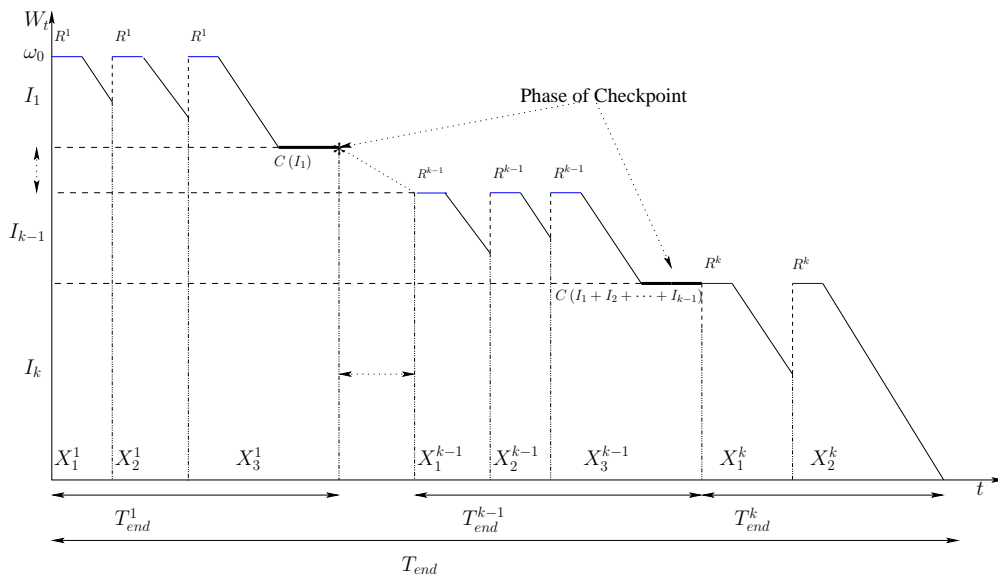 W_t
R^1 R^1 R^1
ω_0
I_1
Phase of Checkpoint
C (I_1)
R^{k-1} R^{k-1} R^{k-1}
I_{k-1}
R^k R^k
C (I_1 + I_2 + ··· + I_{k-1})
I_k
X_1^1 X_2^1 X_3^1 X_1^{k-1} X_2^{k-1} X_3^{k-1} X_1^k X_2^k
t
T_{end}^1 T_{end}^{k-1} T_{end}^k
T_{end}